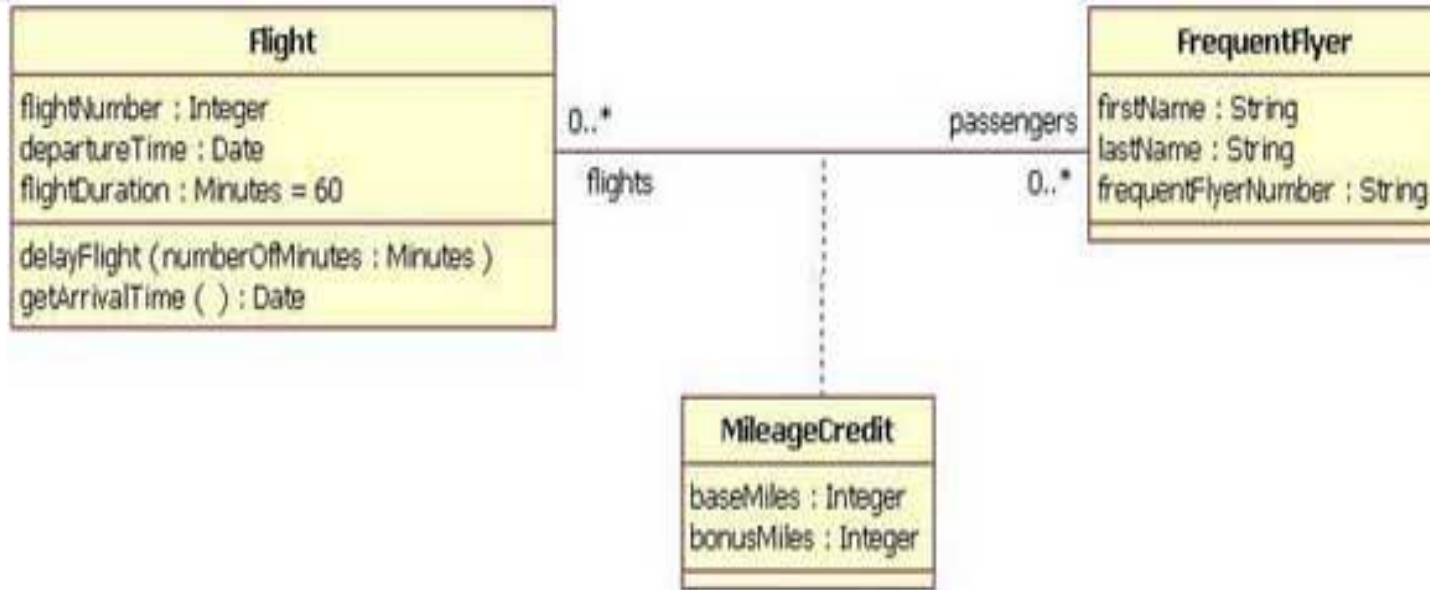 Flight
flightNumber : Integer
departureTime : Date
flightDuration : Minutes = 60
delayFlight ( numberOfMinutes : Minutes )
getArrivalTime ( ) : Date
0..*
flights
passengers
0..*
FrequentFlyer
firstName : String
lastName : String
frequentFlyerNumber : String
MileageCredit
baseMiles : Integer
bonusMiles : Integer